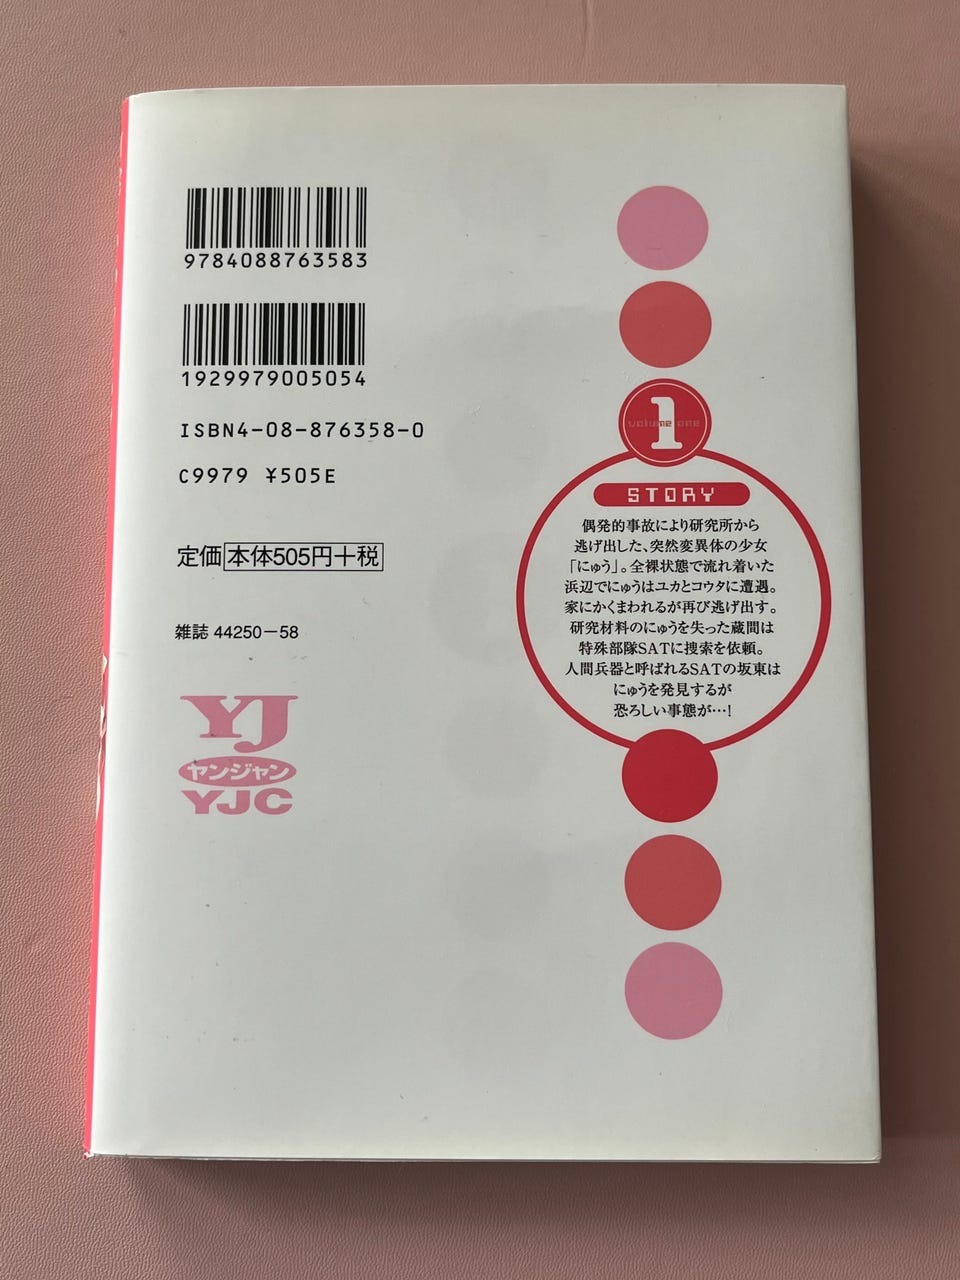 9784088763583
1929979005054
ISBN4-08-876358-0
C9979 ¥505E
定価 本体505円+税
雑誌 44250-58
YJ
ヤンジャン
YJC
1
volume one
STORY
偶発的事故により研究所から
逃げ出した、突然変異体の少女
「にゅう」。全裸状態で流れ着いた
浜辺でにゅうはユカとコウタに遭遇。
家にかくまわれるが再び逃げ出す。
研究材料のにゅうを失った蔵間は
特殊部隊SATに捜索を依頼。
人間兵器と呼ばれるSATの坂東は
にゅうを発見するが
恐ろしい事態が…!